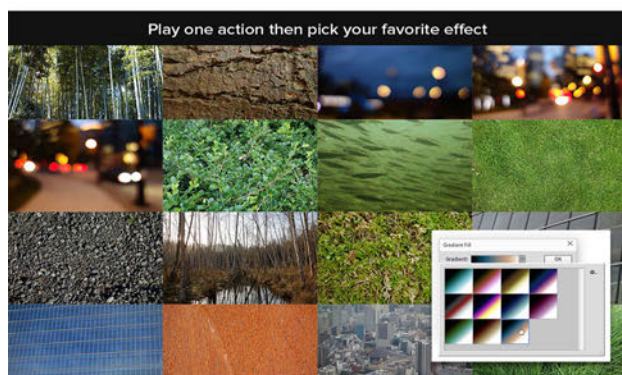 Play one action then pick your favorite effect
Gradient Fill
Gradient:
OK